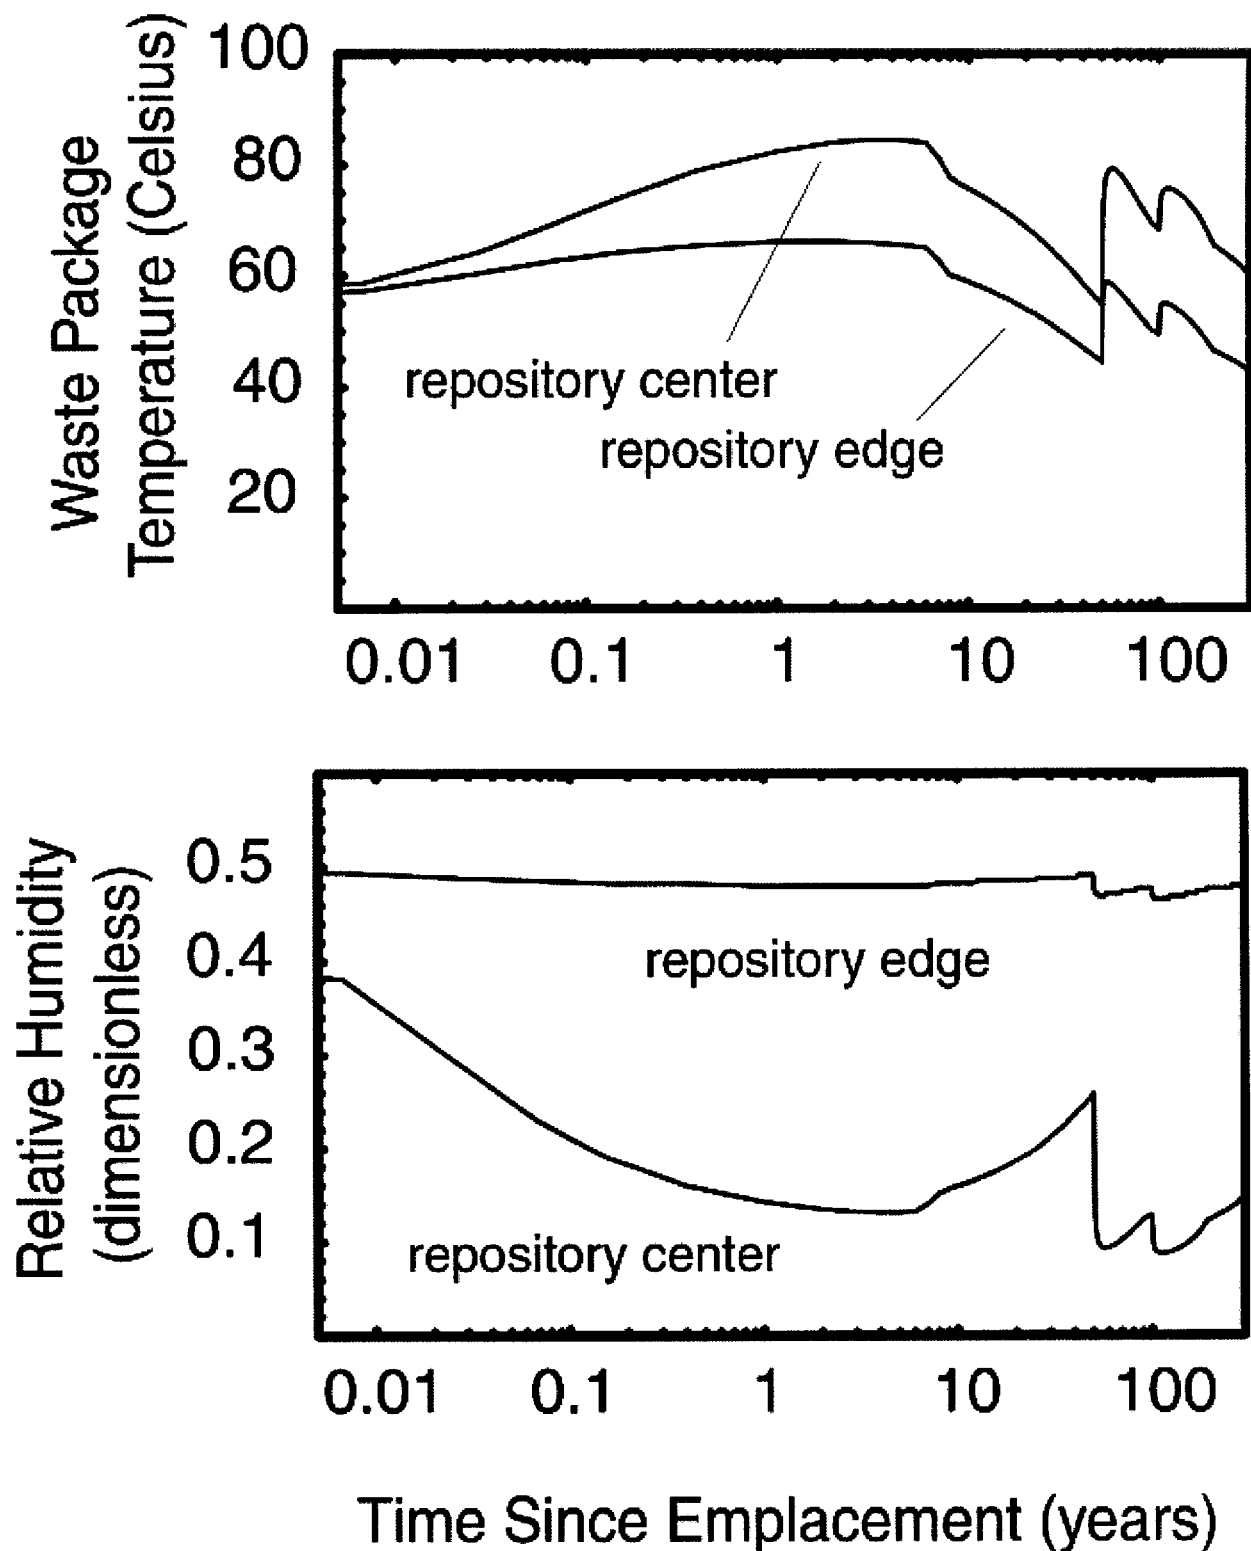 Waste Package
Temperature (Celsius)
100
80
60
40
20
repository center
repository edge
0.01 0.1 1 10 100
Relative Humidity
(dimensionless)
0.5
0.4
0.3
0.2
0.1
repository edge
repository center
0.01 0.1 1 10 100
Time Since Emplacement (years)